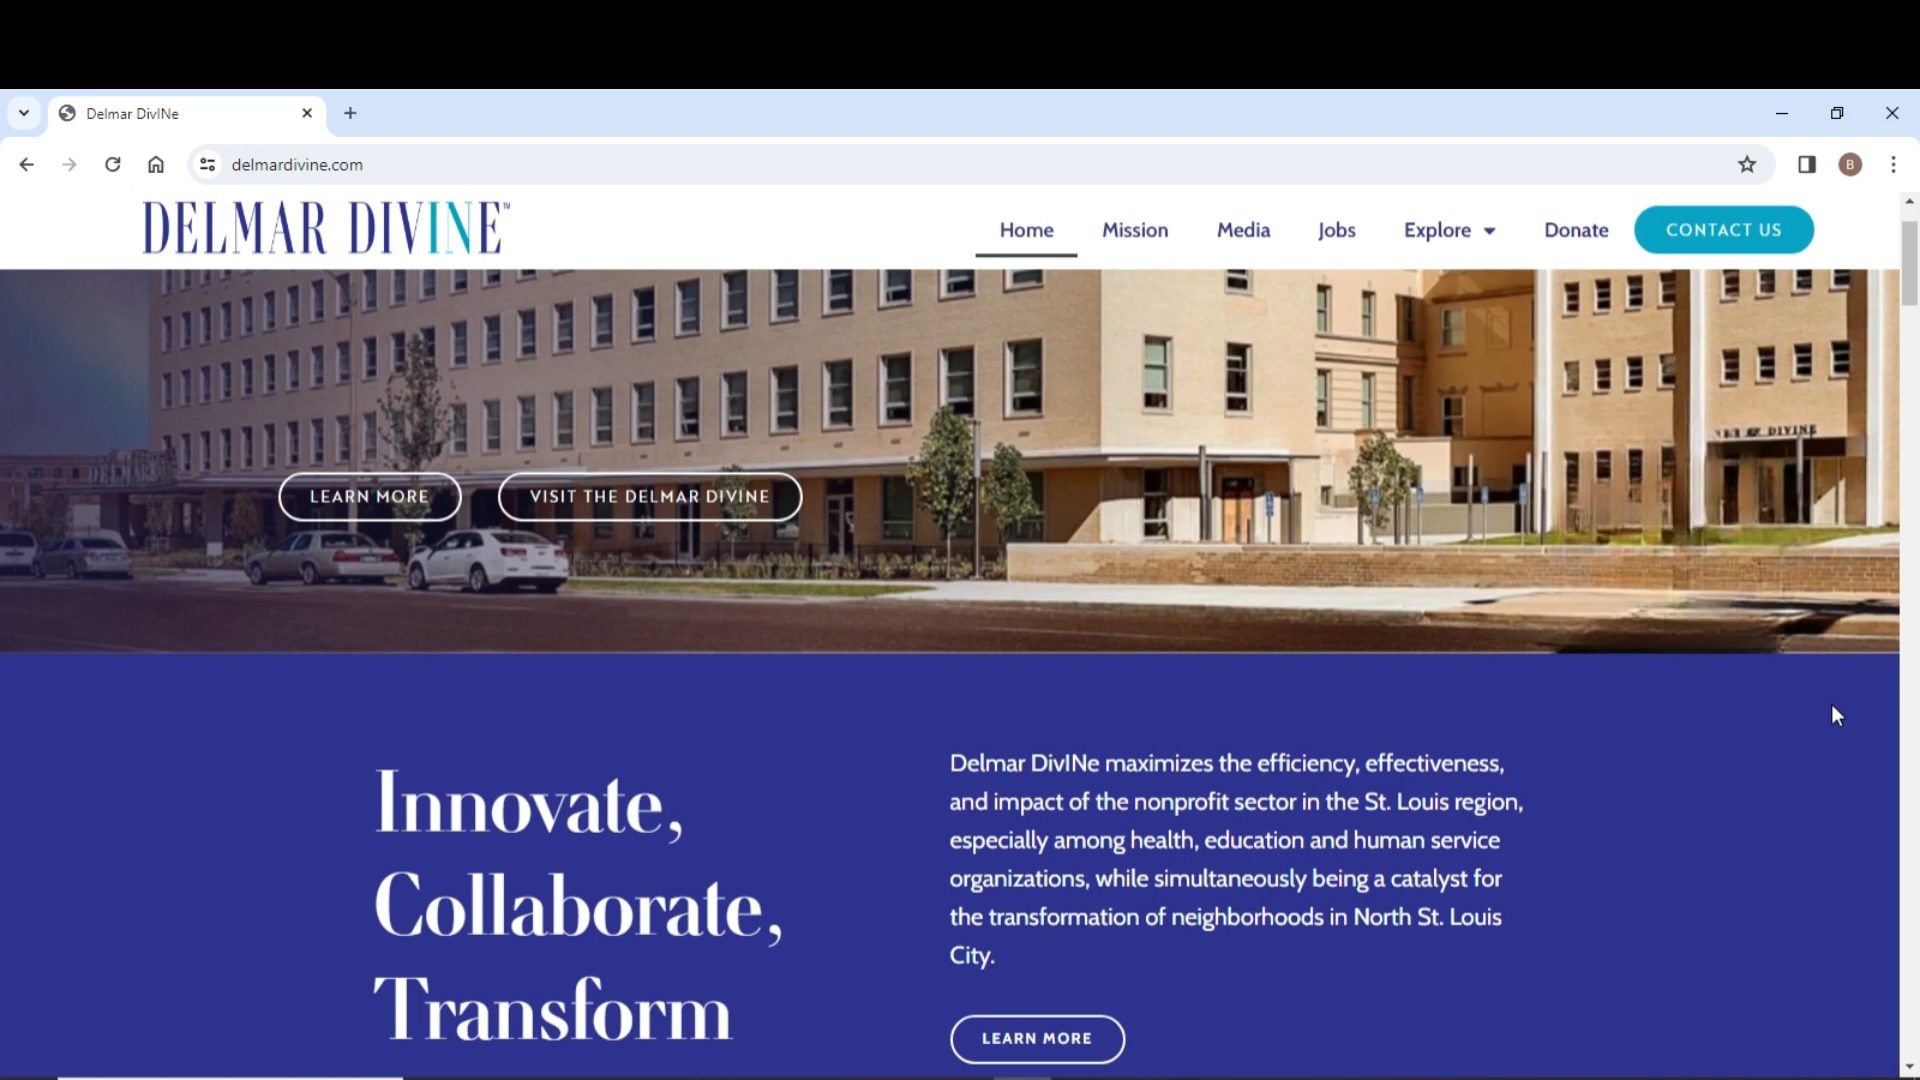 Delmar DivINe
delmardivine.com
B
DELMAR DIVINE™
Home Mission Media Jobs Explore Donate CONTACT US
DIVINE
DELMAR
LEARN MORE VISIT THE DELMAR DIVINE
Innovate,
Collaborate,
Transform
Delmar DivINe maximizes the efficiency, effectiveness,
and impact of the nonprofit sector in the St. Louis region,
especially among health, education and human service
organizations, while simultaneously being a catalyst for
the transformation of neighborhoods in North St. Louis
City.
LEARN MORE